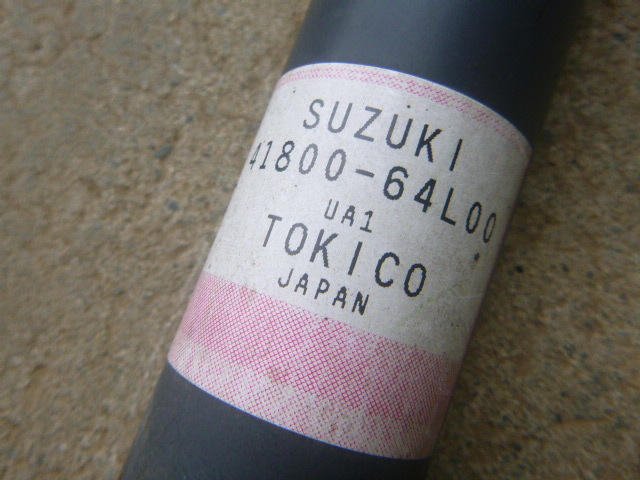 SUZUKI
41800-64L00
UA1
TOKICO
JAPAN